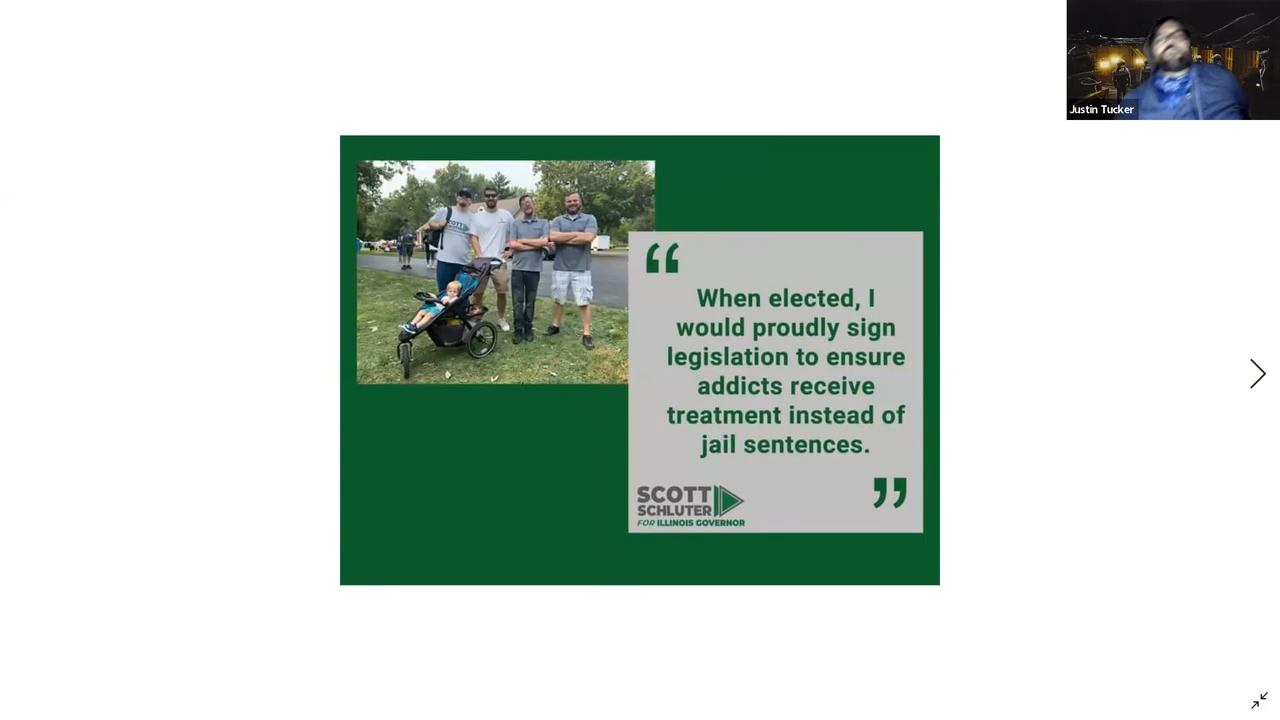 Justin Tucker
“
When elected, I
would proudly sign
legislation to ensure
addicts receive
treatment instead of
jail sentences.
”
SCOTT
SCHLUTER
FOR ILLINOIS GOVERNOR